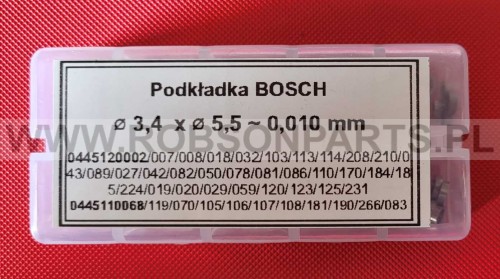 Podkładka BOSCH
ø 3,4 x ø 5,5 ~ 0,010 mm
WWW.ROBSONPARTS.PL
0445120002/007/008/018/032/103/113/114/208/210/0
43/089/027/042/082/050/078/081/086/110/170/184/18
5/224/019/020/029/059/120/123/125/231
0445110068/119/070/105/106/107/108/181/190/266/083